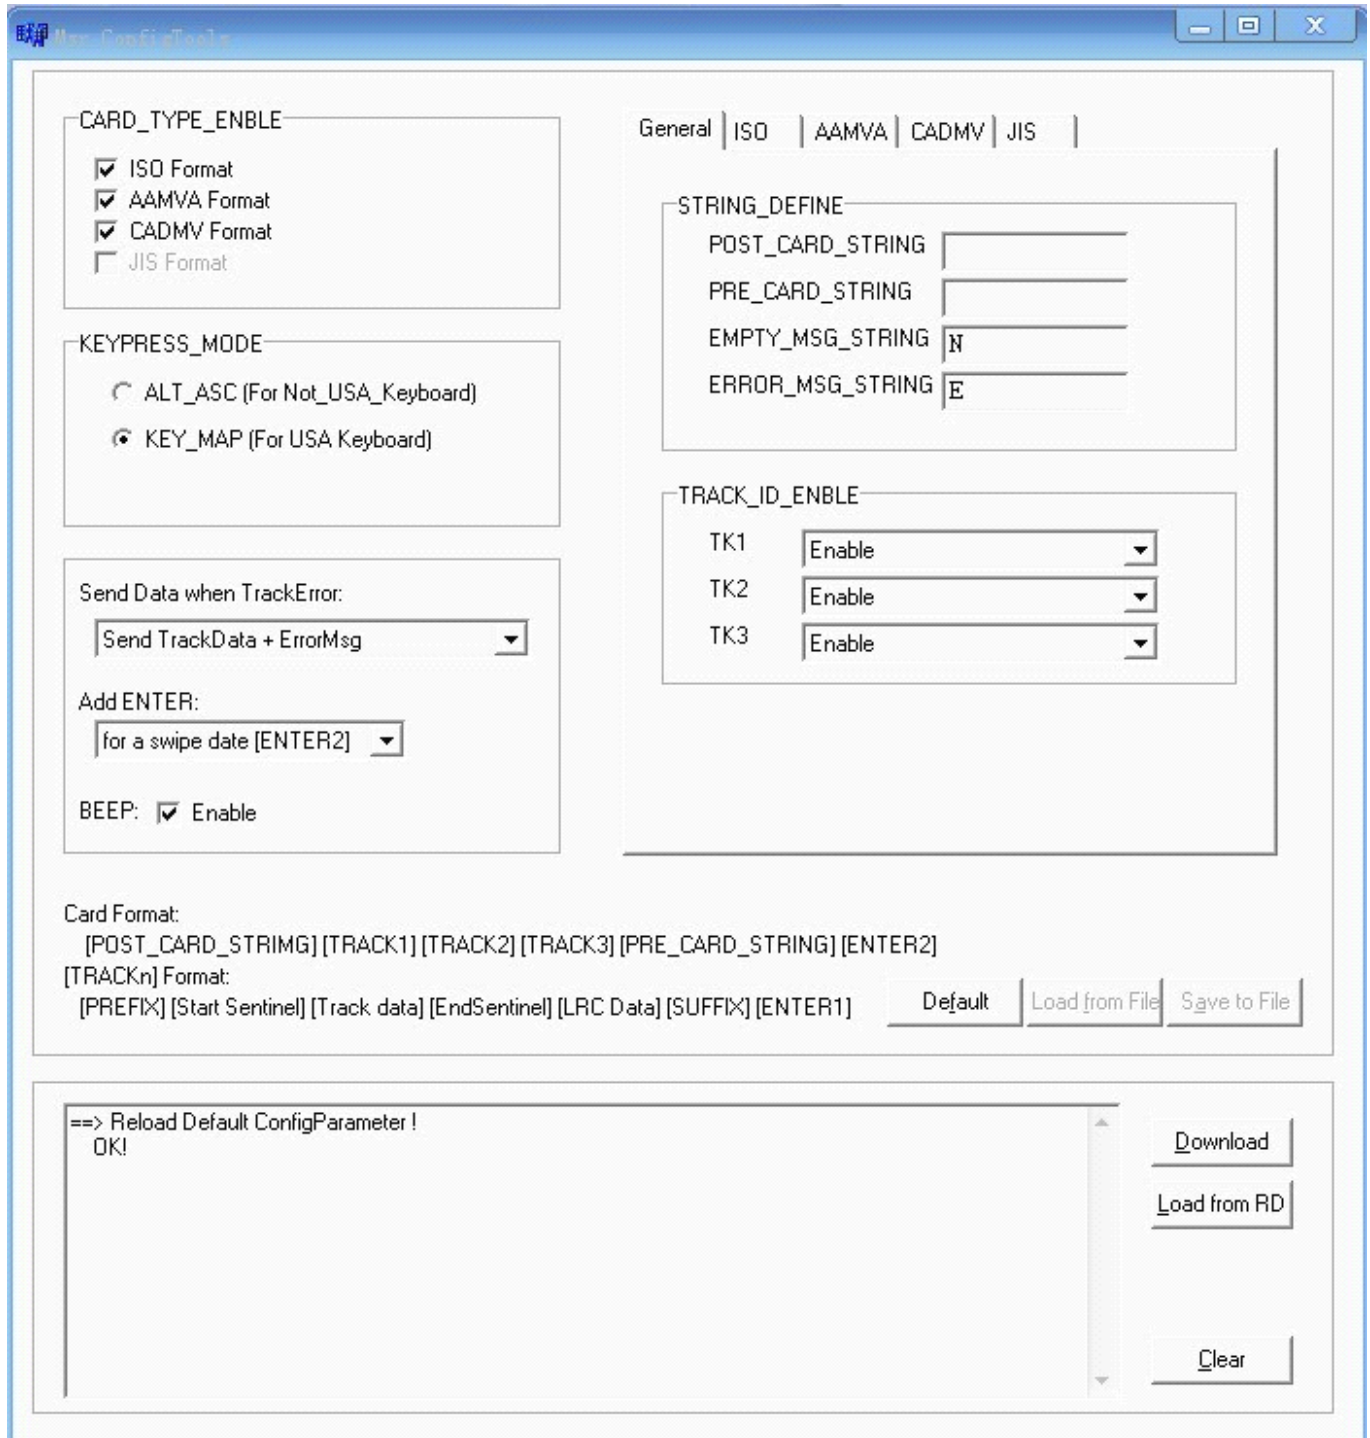 Msr ConfigTools
CARD_TYPE_ENBLE
ISO Format
AAMVA Format
CADMV Format
JIS Format
KEYPRESS_MODE
ALT_ASC (For Not_USA_Keyboard)
KEY_MAP (For USA Keyboard)
Send Data when TrackError:
Send TrackData + ErrorMsg
Add ENTER:
for a swipe date [ENTER2]
BEEP: Enable
General ISO AAMVA CADMV JIS
STRING_DEFINE
POST_CARD_STRING
PRE_CARD_STRING
EMPTY_MSG_STRING N
ERROR_MSG_STRING E
TRACK_ID_ENBLE
TK1 Enable
TK2 Enable
TK3 Enable
Card Format:
[POST_CARD_STRIMG] [TRACK1] [TRACK2] [TRACK3] [PRE_CARD_STRING] [ENTER2]
[TRACKn] Format:
[PREFIX] [Start Sentinel] [Track data] [EndSentinel] [LRC Data] [SUFFIX] [ENTER1]
Default Load from File Save to File
==> Reload Default ConfigParameter !
OK!
Download
Load from RD
Clear